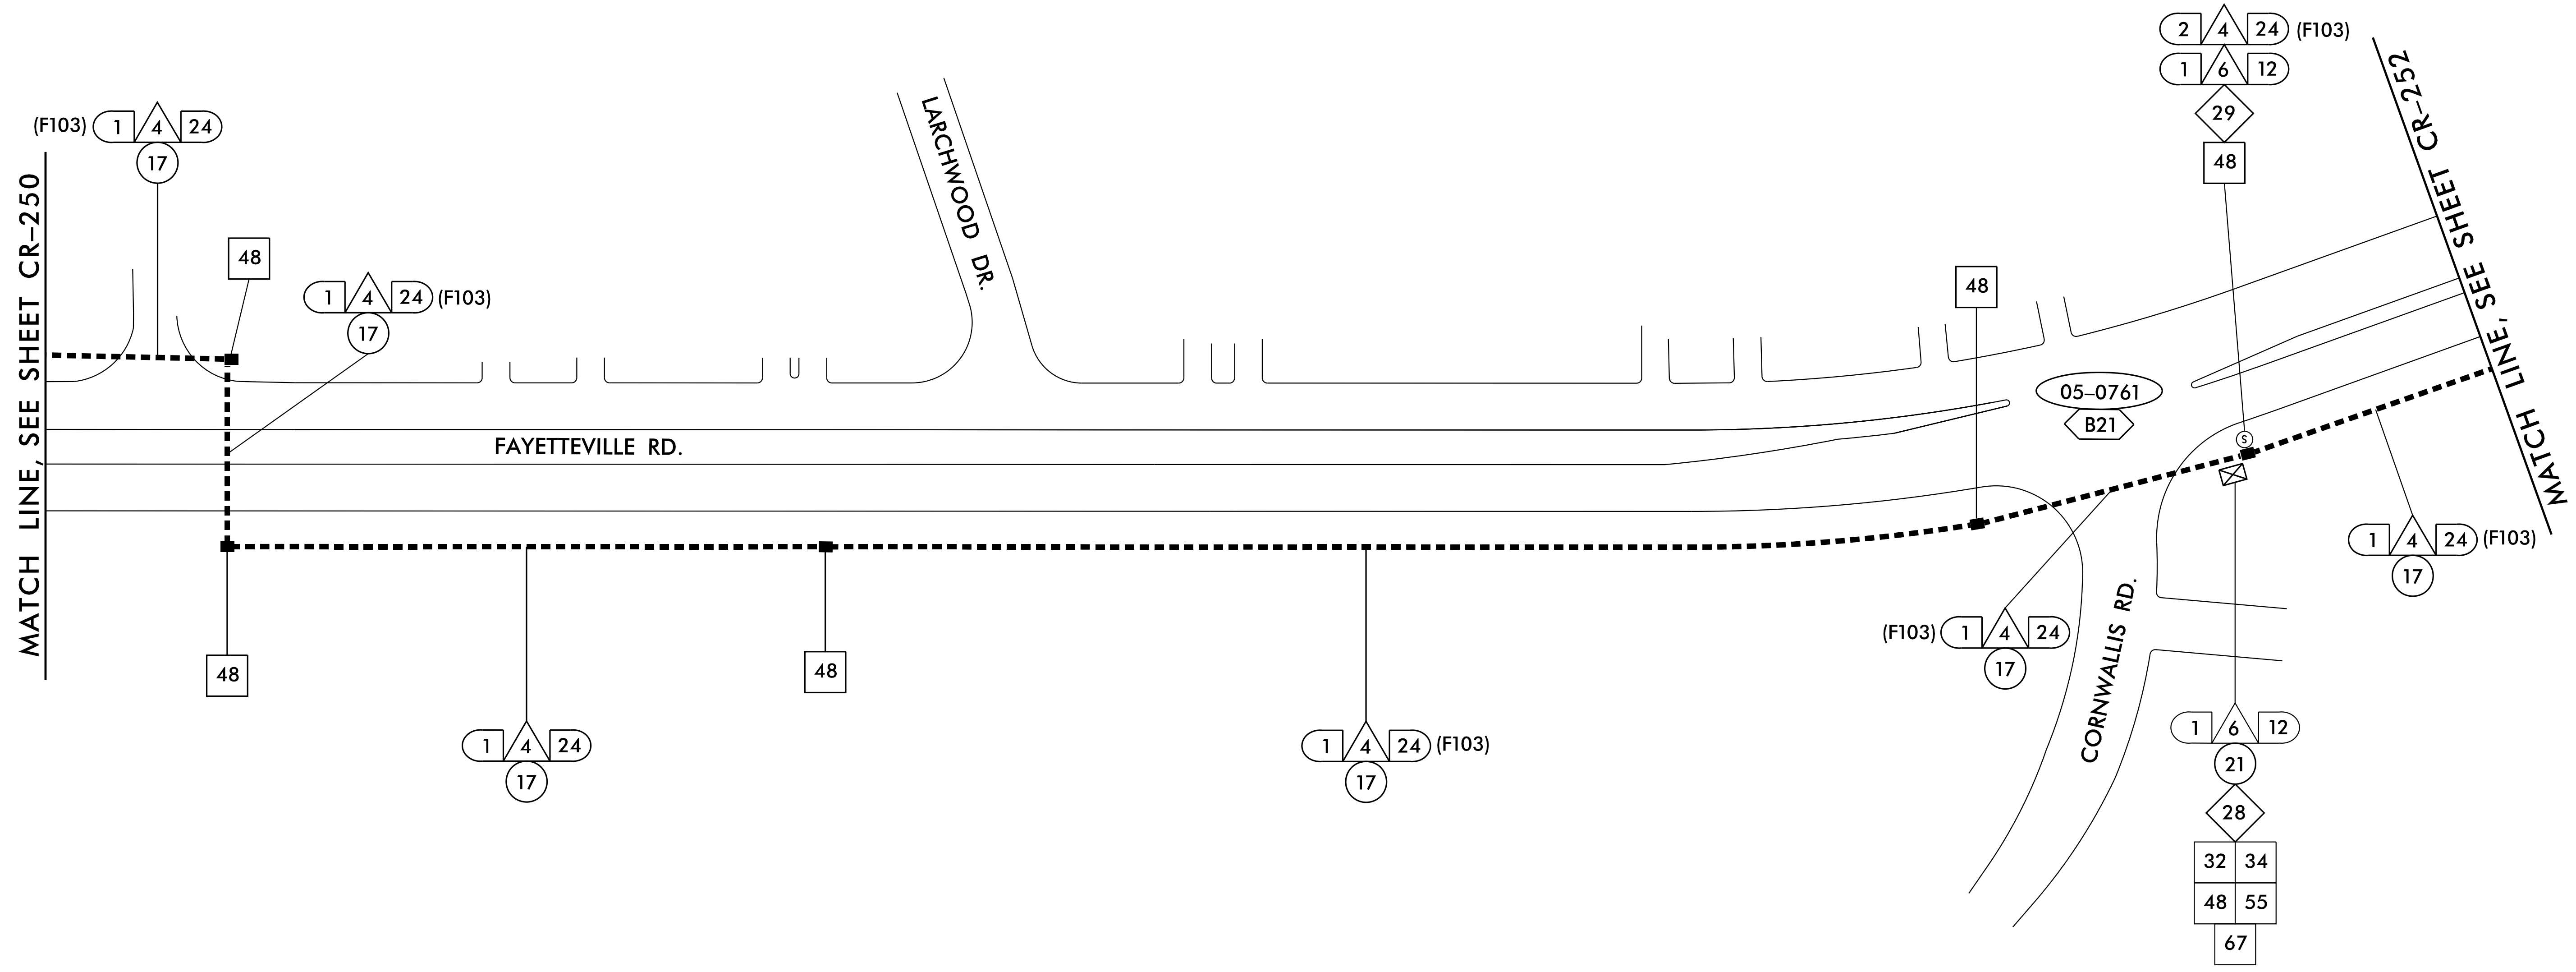 2 4 24 (F103)
1 6 12
29
48
(F103) 1 4 24
17
48
1 4 24 (F103)
17
MATCH LINE, SEE SHEET CR–250
LARCHWOOD DR.
FAYETTEVILLE RD.
48
05–0761
B21
S
MATCH LINE, SEE SHEET CR–252
1 4 24 (F103)
17
48
48
1 4 24
17
1 4 24 (F103)
17
(F103) 1 4 24
17
CORNWALLIS RD.
1 6 12
21
28
32 34
48 55
67